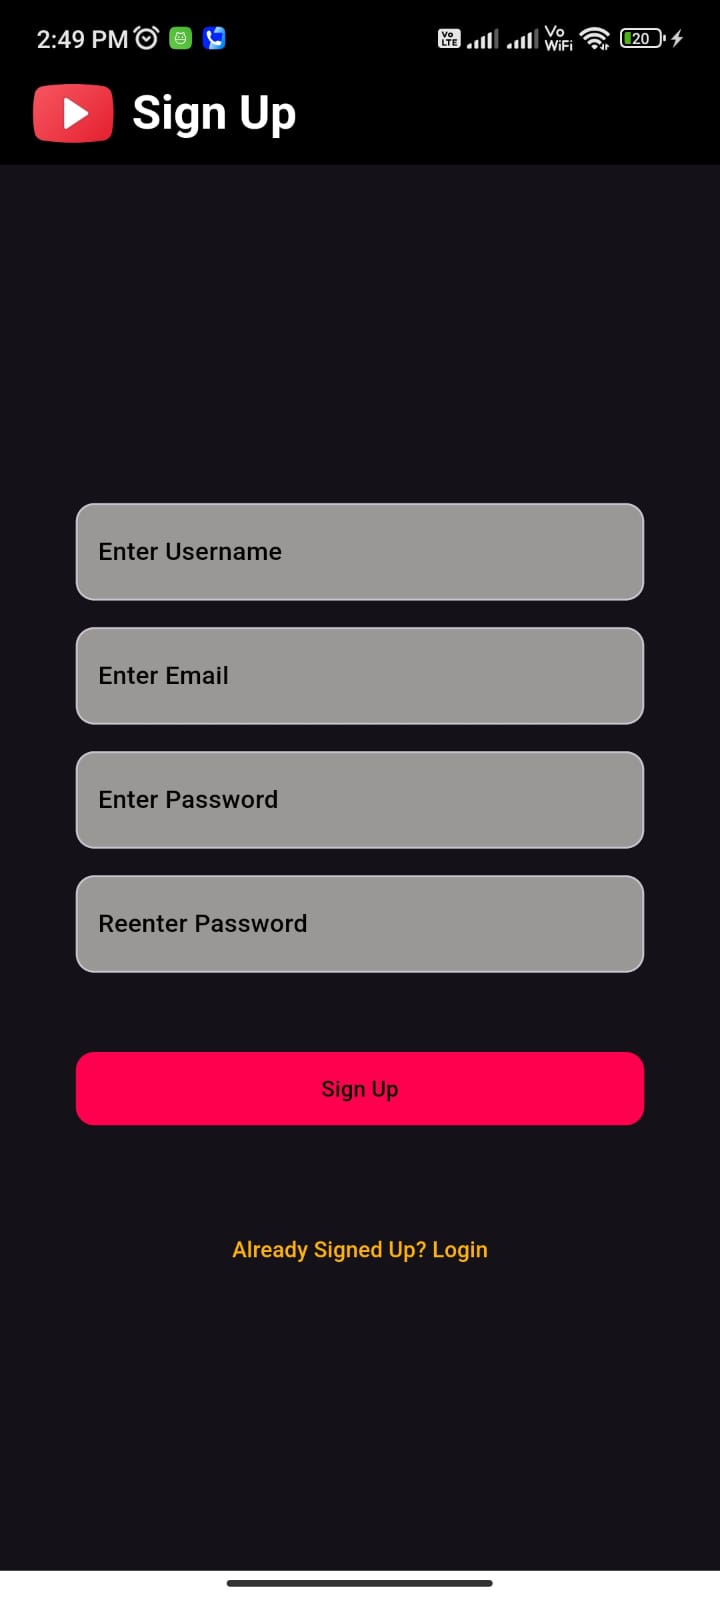 2:49 PM
Vo LTE
Vo WiFi
20
Sign Up
Enter Username
Enter Email
Enter Password
Reenter Password
Sign Up
Already Signed Up? Login